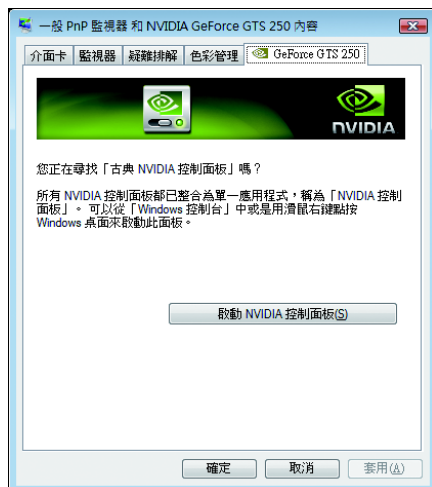 一般 PnP 監視器 和 NVIDIA GeForce GTS 250 內容
介面卡 監視器 疑難排解 色彩管理 GeForce GTS 250
NVIDIA
您正在尋找「古典 NVIDIA 控制面板」嗎？
所有 NVIDIA 控制面板都已整合為單一應用程式，稱為「NVIDIA 控制
面板」。可以從「Windows 控制台」中或是用滑鼠右鍵點按
Windows 桌面來啟動此面板。
啟動 NVIDIA 控制面板(S)
確定 取消 套用(A)